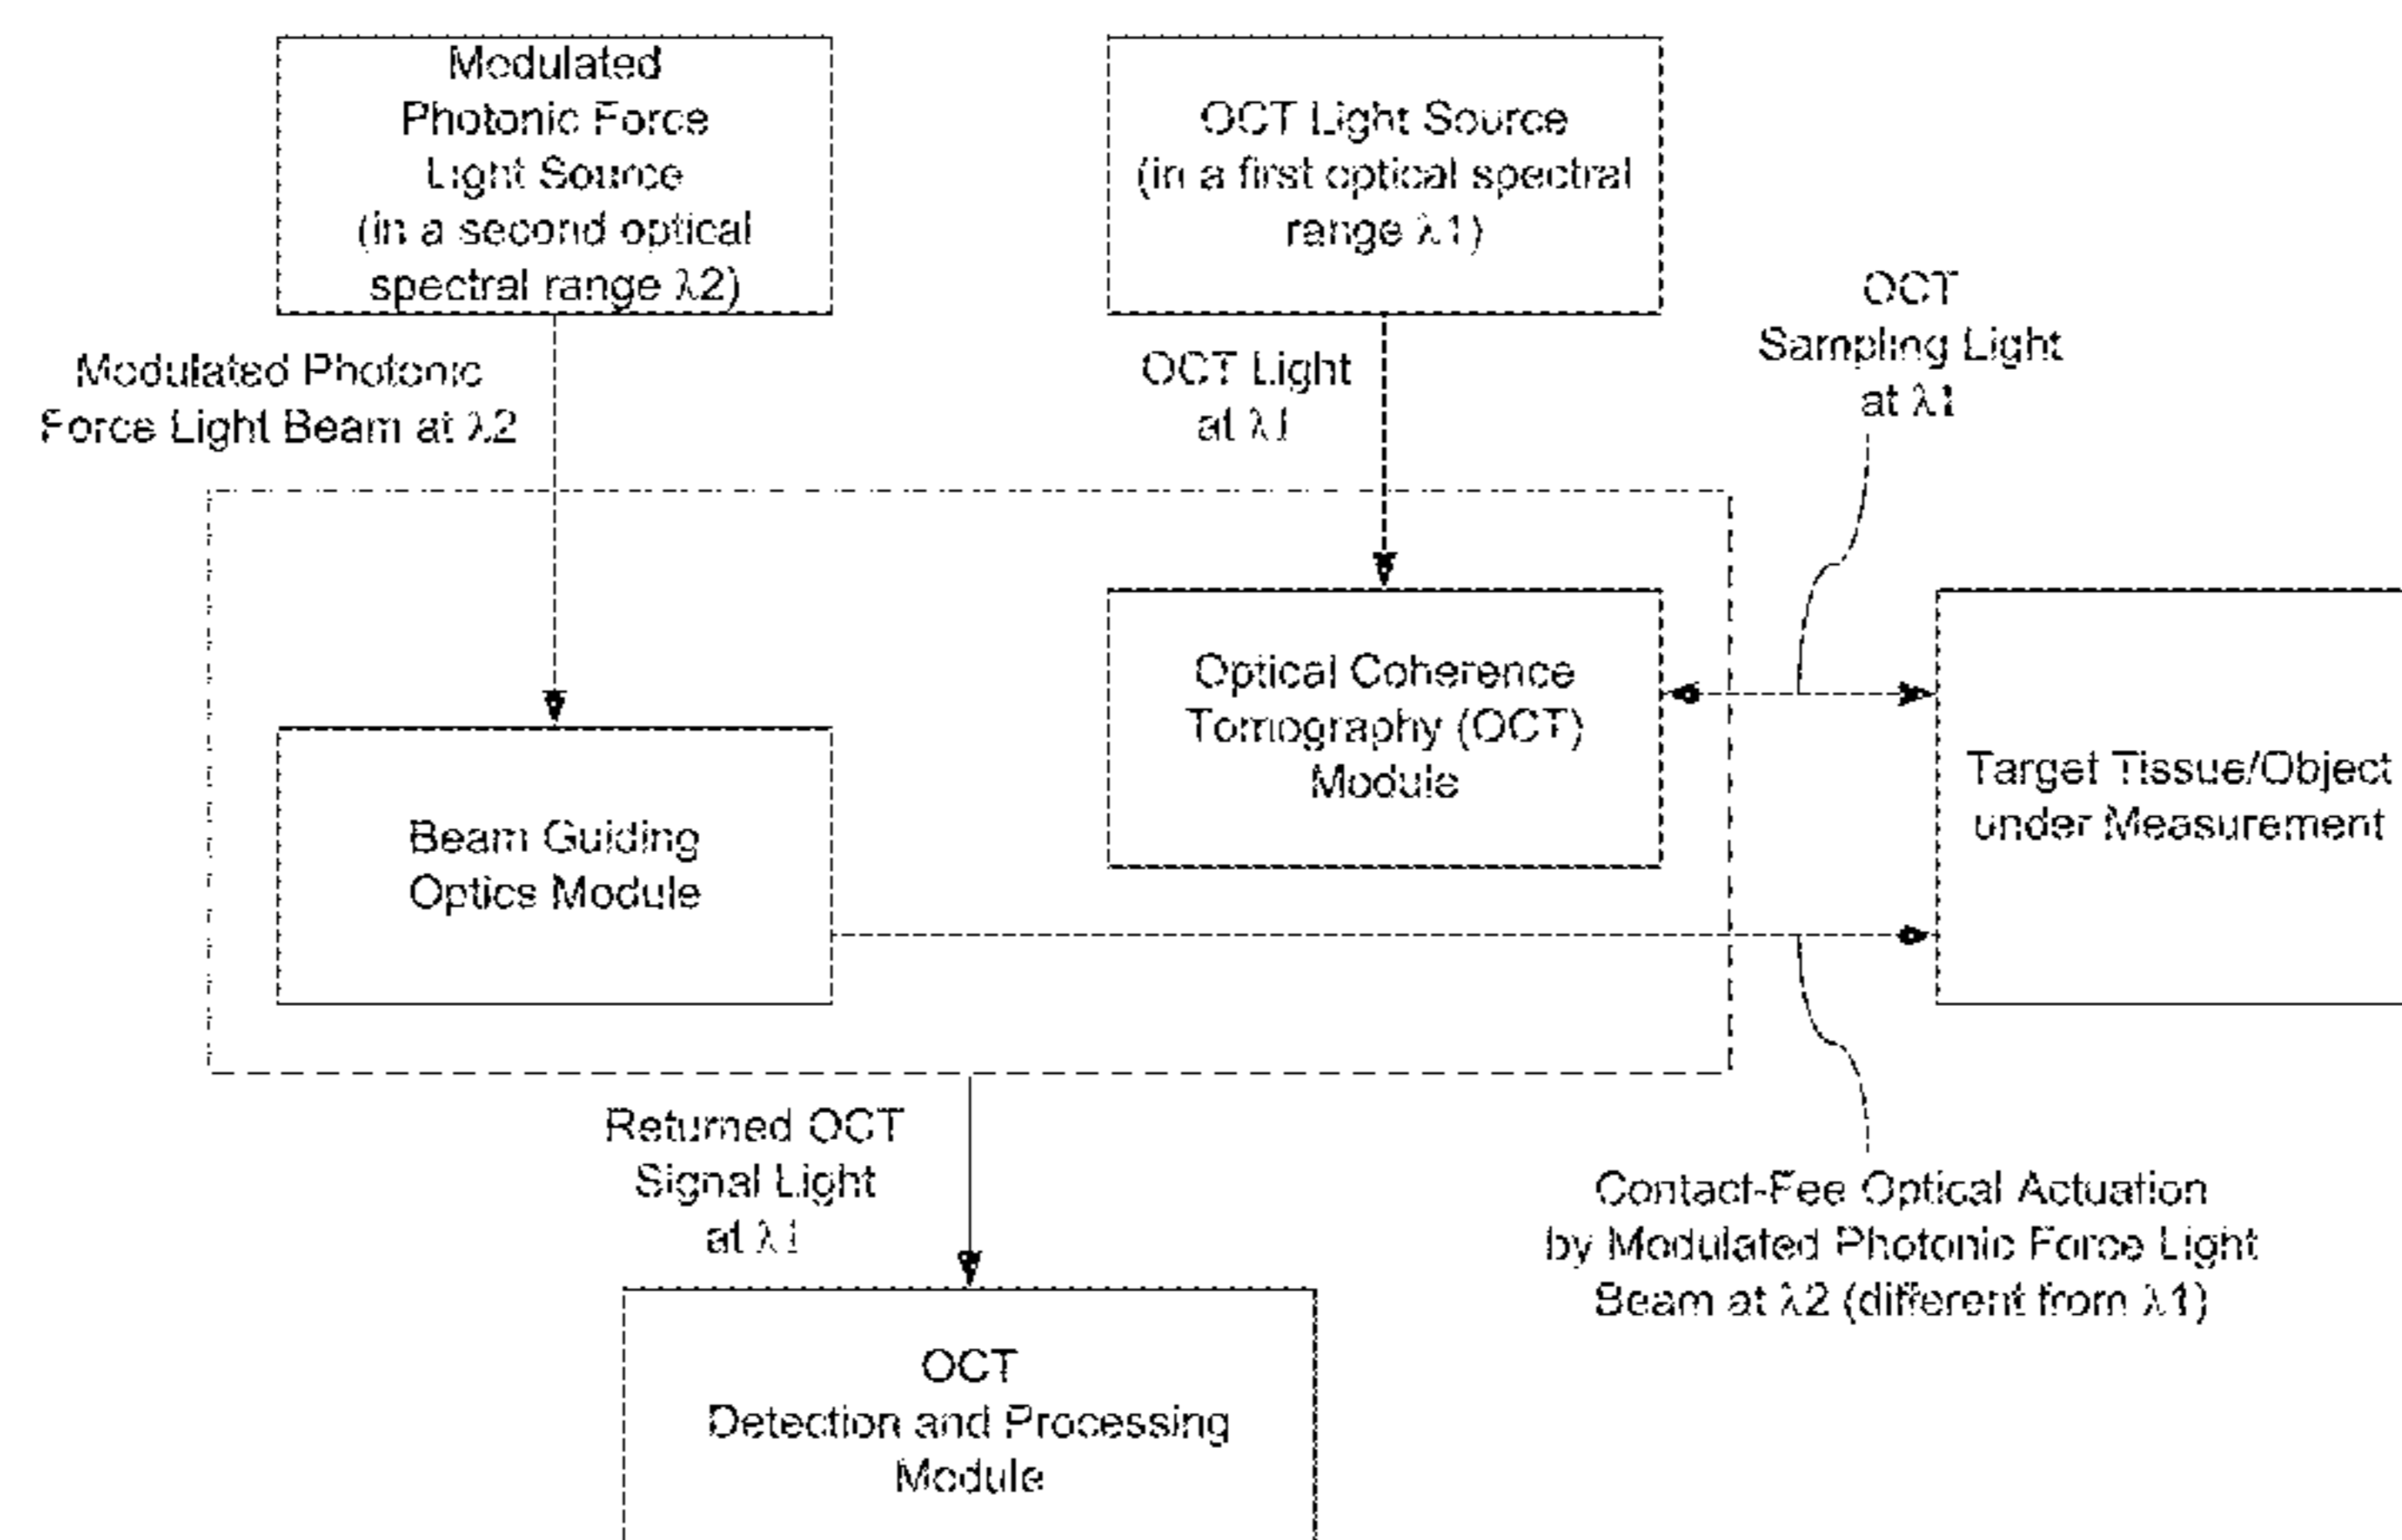 Modulated
Photonic Force
Light Source
(in a second optical
spectral range λ2)
OCT Light Source
(in a first optical spectral
range λ1)
OCT
Sampling Light
at λ1
Modulated Photonic
Force Light Beam at λ2
OCT Light
at λ1
Optical Coherence
Tomography (OCT)
Module
Target Tissue/Object
under Measurement
Beam Guiding
Optics Module
Returned OCT
Signal Light
at λ1
Contact-Fee Optical Actuation
by Modulated Photonic Force Light
Beam at λ2 (different from λ1)
OCT
Detection and Processing
Module